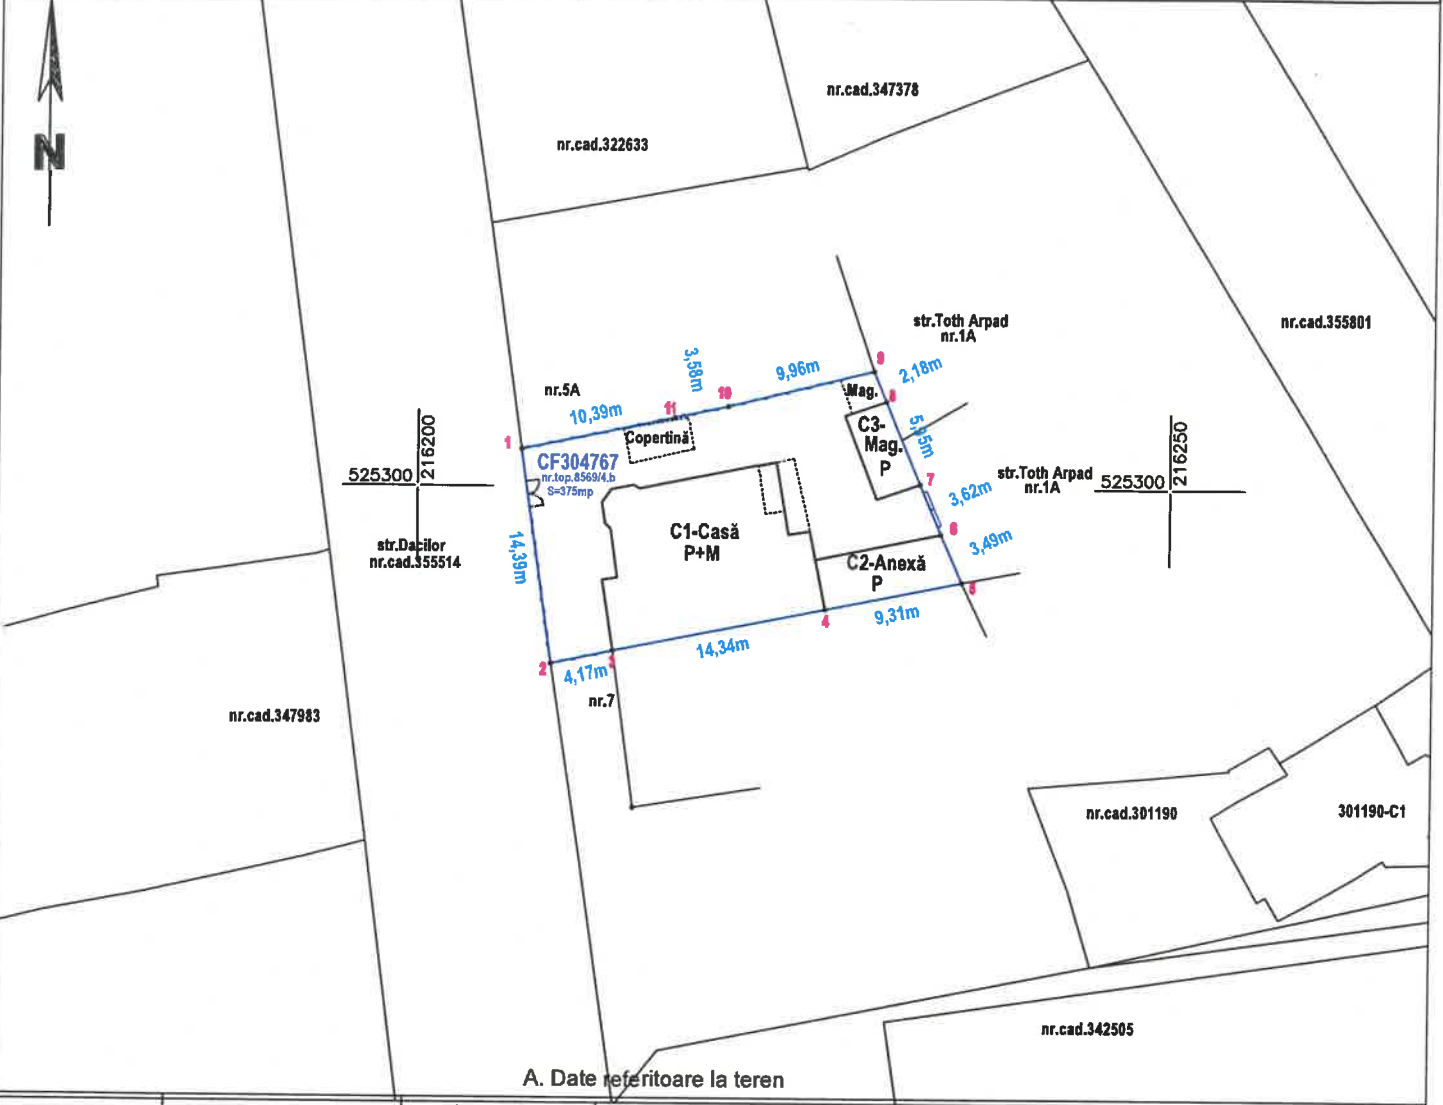 N
nr.cad.347378
nr.cad.322633
str.Toth Arpad
nr.1A
nr.cad.355801
9
2,18m
3,58m
9,96m
10
11
8
nr.5A
10,39m
Mag.
1
Copertină
C3-
Mag.
P
CF304767
nr.top.8569/4.b
S=375mp
216200
525300
216250
525300
str.Toth Arpad
nr.1A
7
3,62m
6
3,49m
C1-Casă
P+M
C2-Anexă
P
str.Dacilor
nr.cad.355514
14,39m
5
4
9,31m
14,34m
2
3
4,17m
nr.7
nr.cad.347983
nr.cad.301190
301190-C1
nr.cad.342505
A. Date referitoare la teren